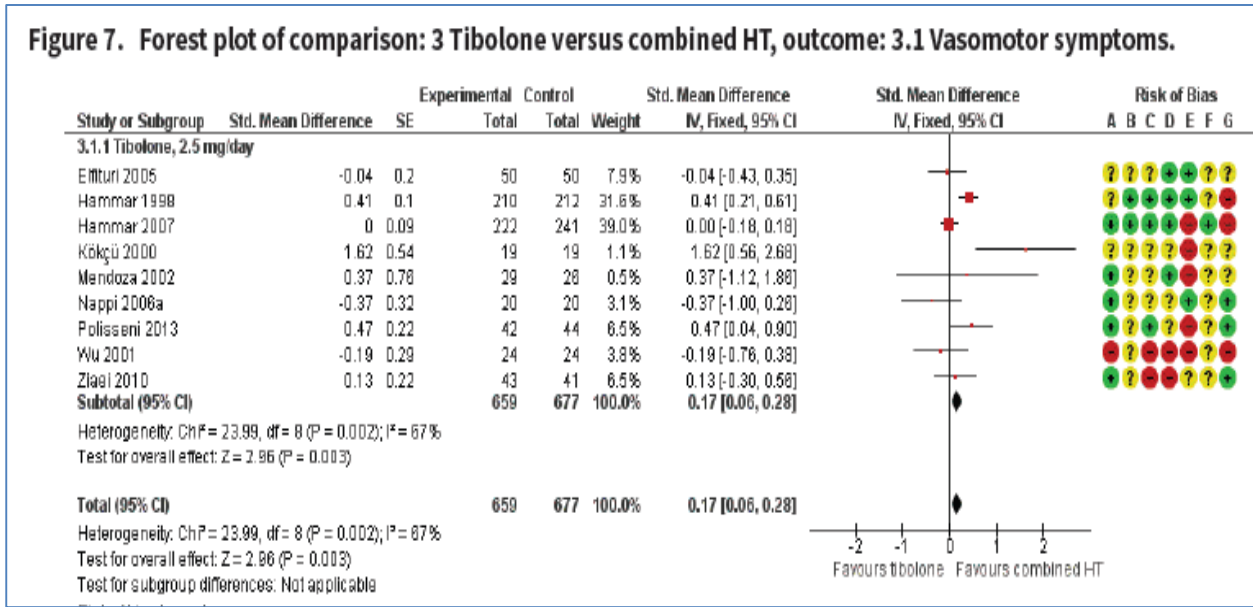 Figure 7. Forest plot of comparison: 3 Tibolone versus combined HT, outcome: 3.1 Vasomotor symptoms.
Experimental Control Std. Mean Difference Std. Mean Difference Risk of Bias
Study or Subgroup Std. Mean Difference SE Total Total Weight IV, Fixed, 95% CI IV, Fixed, 95% CI A B C D E F G
3.1.1 Tibolone, 2.5 mg/day
Elfituri 2005 -0.04 0.2 50 50 7.9% -0.04 [-0.43, 0.35] ? ? ? + + ? ?
Hammar 1998 0.41 0.1 210 212 31.6% 0.41 [0.21, 0.61] ? + + + + ? -
Hammar 2007 0 0.09 222 241 39.0% 0.00 [-0.18, 0.18] + + + + - + -
Kökçü 2000 1.62 0.54 19 19 1.1% 1.62 [0.56, 2.68] ? ? ? ? - ? ?
Mendoza 2002 0.37 0.76 29 26 0.5% 0.37 [-1.12, 1.86] + ? ? + - ? ?
Nappi 2006a -0.37 0.32 20 20 3.1% -0.37 [-1.00, 0.26] + ? ? ? + ? +
Polisseni 2013 0.47 0.22 42 44 6.5% 0.47 [0.04, 0.90] + ? + ? - ? +
Wu 2001 -0.19 0.29 24 24 3.8% -0.19 [-0.76, 0.38] - ? - - - ? -
Ziaei 2010 0.13 0.22 43 41 6.5% 0.13 [-0.30, 0.56] + ? - - ? ? +
Subtotal (95% CI) 659 677 100.0% 0.17 [0.06, 0.28]
Heterogeneity: Chi² = 23.99, df = 8 (P = 0.002); I² = 67%
Test for overall effect: Z = 2.96 (P = 0.003)
Total (95% CI) 659 677 100.0% 0.17 [0.06, 0.28]
Heterogeneity: Chi² = 23.99, df = 8 (P = 0.002); I² = 67%
-2 -1 0 1 2
Test for overall effect: Z = 2.96 (P = 0.003)
Favours tibolone Favours combined HT
Test for subgroup differences: Not applicable